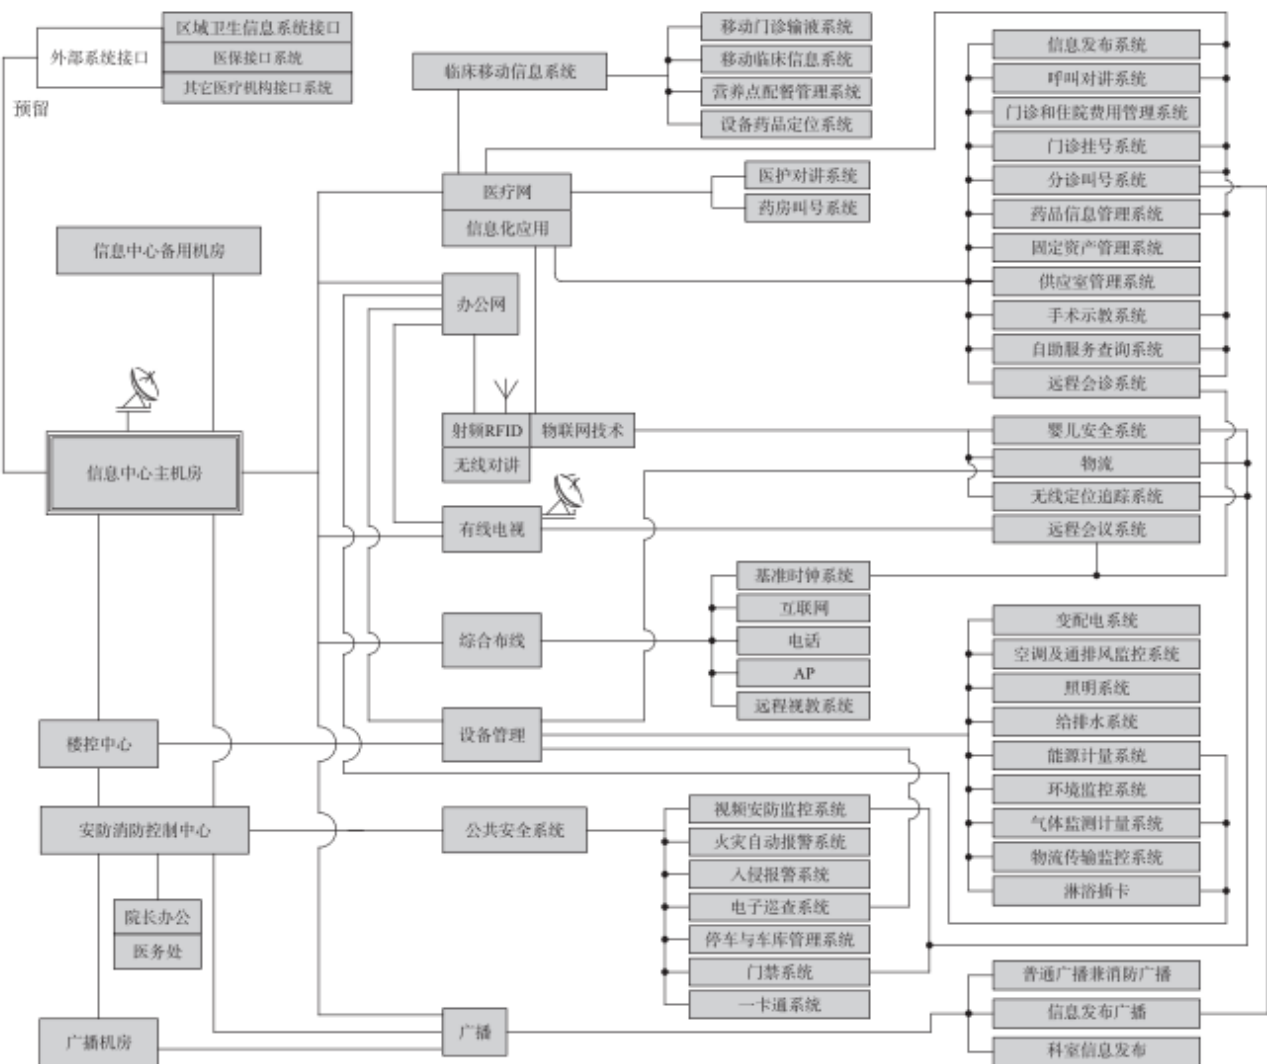 外部系统接口
区域卫生信息系统接口
医保接口系统
其它医疗机构接口系统
预留
信息中心备用机房
信息中心主机房
楼控中心
安防消防控制中心
院长办公
医务处
广播机房
临床移动信息系统
移动门诊输液系统
移动临床信息系统
营养点配餐管理系统
设备药品定位系统
医疗网
信息化应用
医护对讲系统
药房叫号系统
办公网
射频RFID
物联网技术
无线对讲
有线电视
综合布线
基准时钟系统
互联网
电话
AP
远程视教系统
设备管理
公共安全系统
视频安防监控系统
火灾自动报警系统
入侵报警系统
电子巡查系统
停车与车库管理系统
门禁系统
一卡通系统
广播
信息发布系统
呼叫对讲系统
门诊和住院费用管理系统
门诊挂号系统
分诊叫号系统
药品信息管理系统
固定资产管理系统
供应室管理系统
手术示教系统
自助服务查询系统
远程会诊系统
婴儿安全系统
物流
无线定位追踪系统
远程会议系统
变配电系统
空调及通排风监控系统
照明系统
给排水系统
能源计量系统
环境监控系统
气体监测计量系统
物流传输监控系统
淋浴插卡
普通广播兼消防广播
信息发布广播
科室信息发布